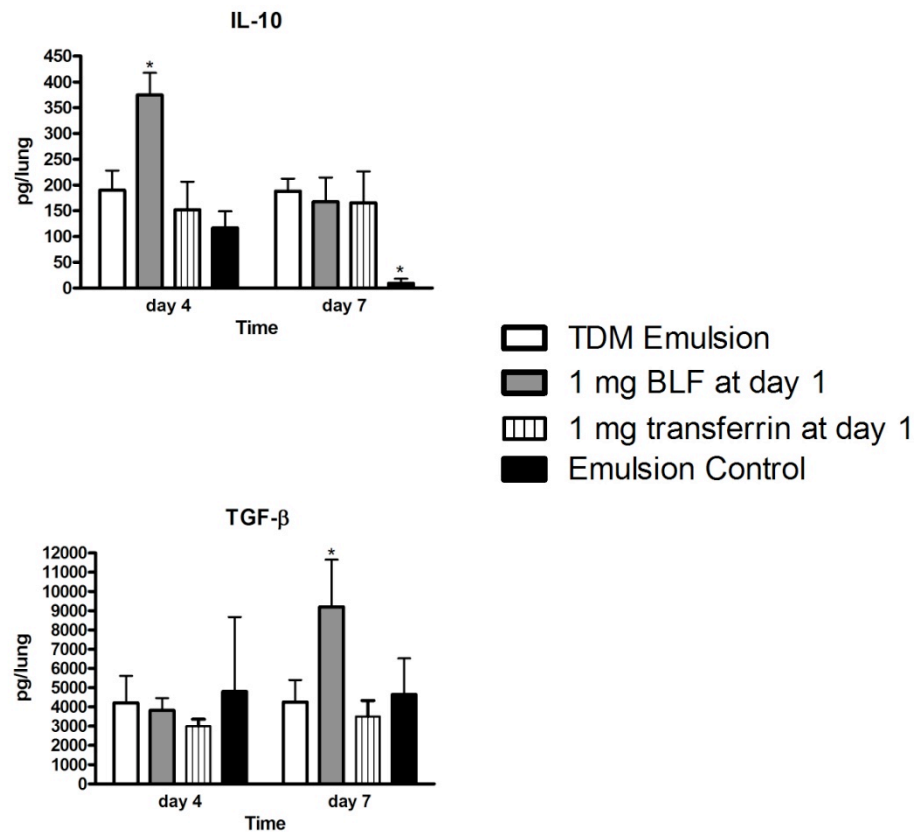 IL-10
450
400
350
300
250
200
150
100
50
0
pg/lung
*
*
day 4 day 7
Time
TDM Emulsion
1 mg BLF at day 1
1 mg transferrin at day 1
Emulsion Control
TGF-β
12000
11000
10000
9000
8000
7000
6000
5000
4000
3000
2000
1000
0
pg/lung
*
day 4 day 7
Time